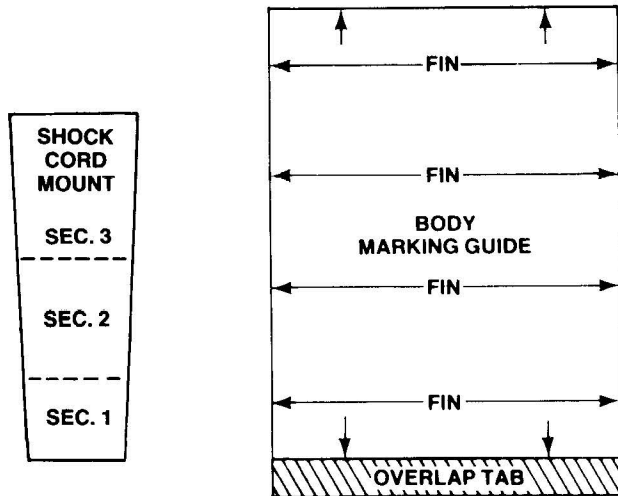 SHOCK
CORD
MOUNT
SEC. 3
SEC. 2
SEC. 1
FIN
FIN
BODY
MARKING GUIDE
FIN
FIN
OVERLAP TAB